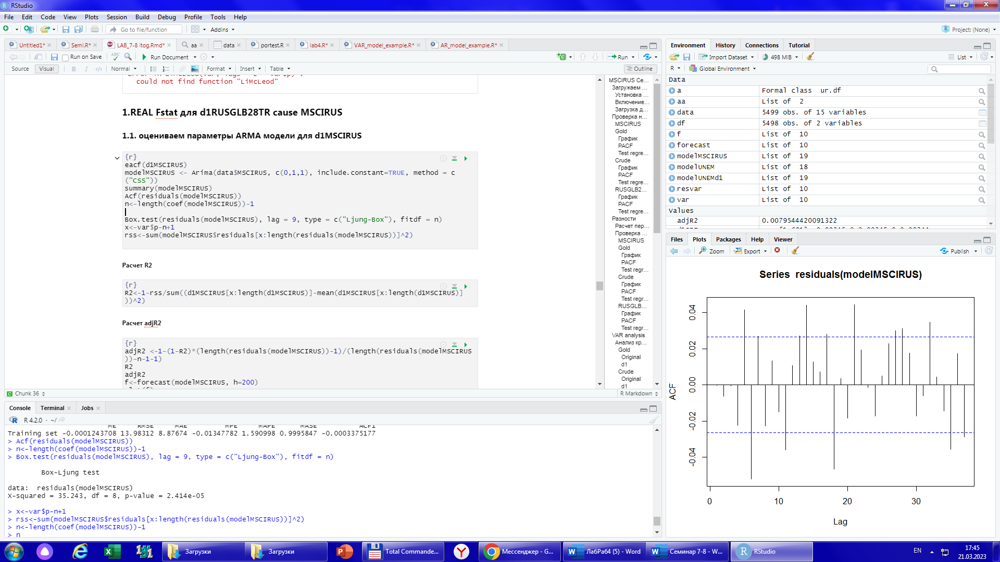 RStudio
File Edit Code View Plots Session Build Debug Profile Tools Help
Go to file/function Addins Project: (None)
Untitled1* Semi.R* LAB_7-8 itog.Rmd* aa data portest.R lab4.R* VAR_model_example.R* AR_model_example.R*
Run on Save ABC Run Document Run
Source Visual B I </> Normal Format Insert Table Outline
could not find function "LiMcLeod"
1.REAL Fstat для d1RUSGLB28TR cause MSCIRUS
1.1. оцениваем параметры ARMA модели для d1MSCIRUS
{r}
eacf(d1MSCIRUS)
modelMSCIRUS <- Arima(data$MSCIRUS, c(0,1,1), include.constant=TRUE, method = c
("CSS"))
summary(modelMSCIRUS)
Acf(residuals(modelMSCIRUS))
n<-length(coef(modelMSCIRUS))-1
Box.test(residuals(modelMSCIRUS), lag = 9, type = c("Ljung-Box"), fitdf = n)
x<-var$p-n+1
rss<-sum(modelMSCIRUS$residuals[x:length(residuals(modelMSCIRUS))]^2)
Расчет R2
{r}
R2<-1-rss/sum((d1MSCIRUS[x:length(d1MSCIRUS)]-mean(d1MSCIRUS[x:length(d1MSCIRUS)]
))^2)
Расчет adjR2
{r}
adjR2 <-1-(1-R2)*(length(residuals(modelMSCIRUS))-1)/(length(residuals(modelMSCIRUS
))-n-1-1)
R2
adjR2
f<-forecast(modelMSCIRUS, h=200)
Chunk 36 R Markdown
MSCIRUS Ce...
Загружаем ...
Установка ...
Включение...
Загрузка д...
Проверка н...
MSCIRUS
Gold
График
PACF
Test regre...
Crude
График
PACF
Test regre...
RUSGLB2...
График
PACF
Test regre...
Разности
Расчет пер...
Проверка ...
MSCIRUS
Gold
График
PACF
Test regr...
Crude
График
PACF
Test regr...
RUSGLB...
График
PACF
Test regr...
VAR analysis
Анализ кр...
Gold
Original
d1
Crude
Original
d1
Console Terminal Jobs
R 4.2.0 · ~/
ME RMSE MAE MPE MAPE MASE ACF1
Training set -0.0001243708 13.98312 8.87674 -0.01347782 1.590998 0.9995847 -0.0003375177
> Acf(residuals(modelMSCIRUS))
> n<-length(coef(modelMSCIRUS))-1
> Box.test(residuals(modelMSCIRUS), lag = 9, type = c("Ljung-Box"), fitdf = n)
Box-Ljung test
data: residuals(modelMSCIRUS)
X-squared = 35.243, df = 8, p-value = 2.414e-05
> x<-var$p-n+1
> rss<-sum(modelMSCIRUS$residuals[x:length(residuals(modelMSCIRUS))]^2)
> n<-length(coef(modelMSCIRUS))-1
> n
Environment History Connections Tutorial
Import Dataset 498 MiB List
R Global Environment
Data
a Formal class ur.df
aa List of 2
data 5499 obs. of 15 variables
df 5498 obs. of 2 variables
f List of 10
forecast List of 10
modelMSCIRUS List of 19
modelUNEM List of 18
modelUNEMd1 List of 19
resvar List of 10
var List of 10
Values
adjR2 0.0079544420091322
Files Plots Packages Help Viewer
Zoom Export Publish
Series residuals(modelMSCIRUS)
ACF
0.04
0.02
0.00
-0.02
-0.04
0 10 20 30
Lag
Загрузки Загрузки Total Commande... Мессенджер - G... ЛабРаб4 (5) - Word Семинар 7-8 - W... RStudio
EN 17:45
21.03.2023